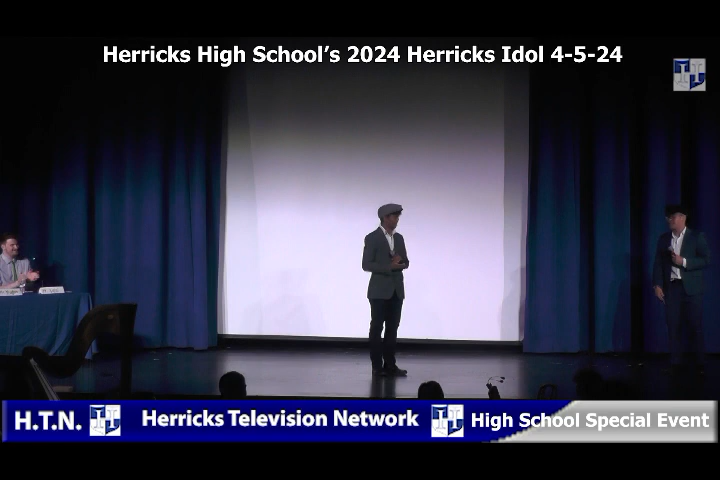 Herricks High School’s 2024 Herricks Idol 4-5-24
H.T.N. Herricks Television Network High School Special Event